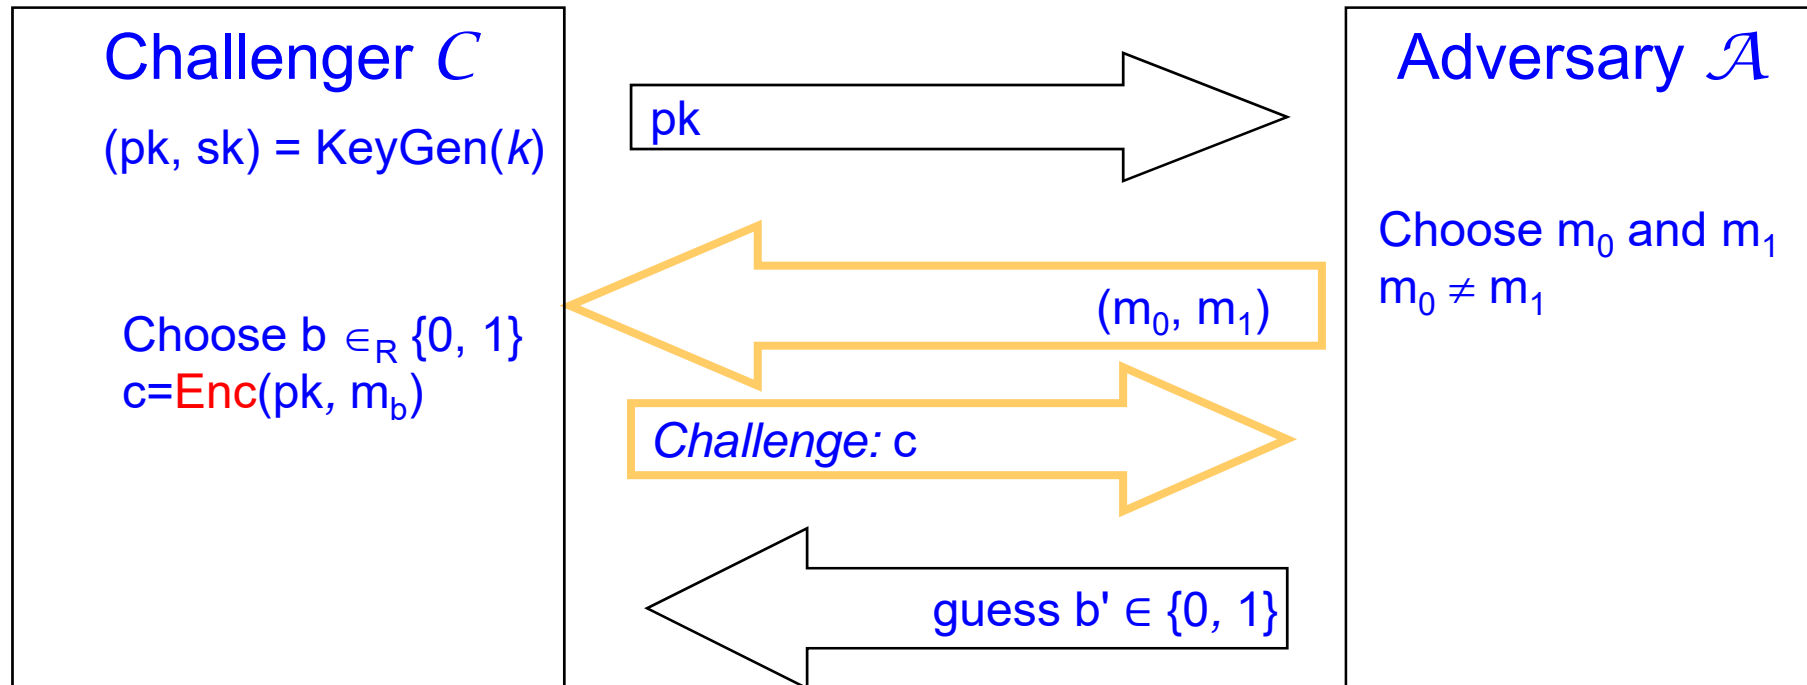 Challenger C
(pk, sk) = KeyGen(k)
Choose b ∈R {0, 1}
c=Enc(pk, mb)
pk
(m0, m1)
Challenge: c
guess b' ∈ {0, 1}
Adversary A
Choose m0 and m1
m0 ≠ m1